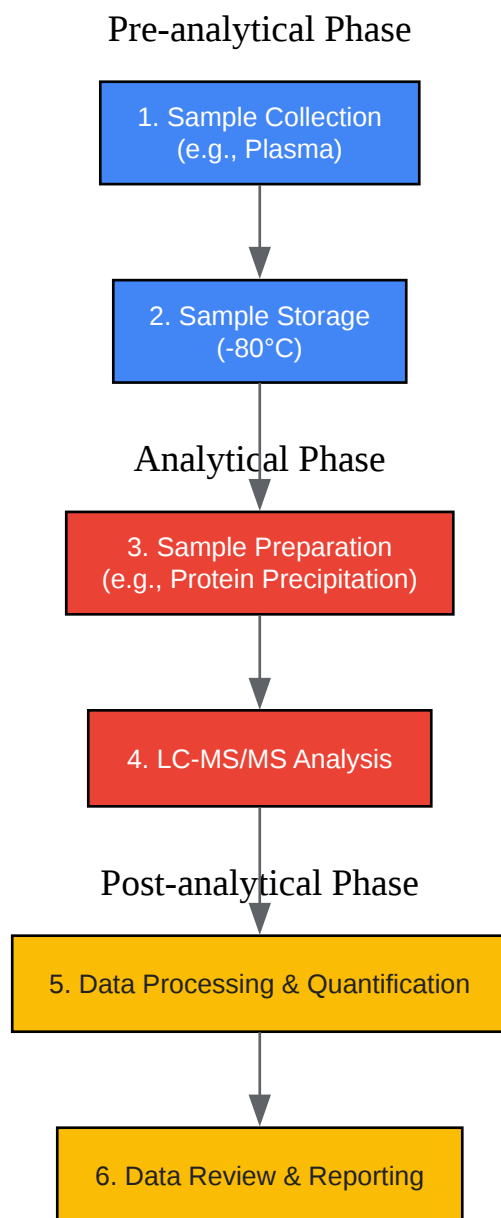 Pre-analytical Phase
1. Sample Collection
(e.g., Plasma)
2. Sample Storage
(-80°C)
Analytical Phase
3. Sample Preparation
(e.g., Protein Precipitation)
4. LC-MS/MS Analysis
Post-analytical Phase
5. Data Processing & Quantification
6. Data Review & Reporting